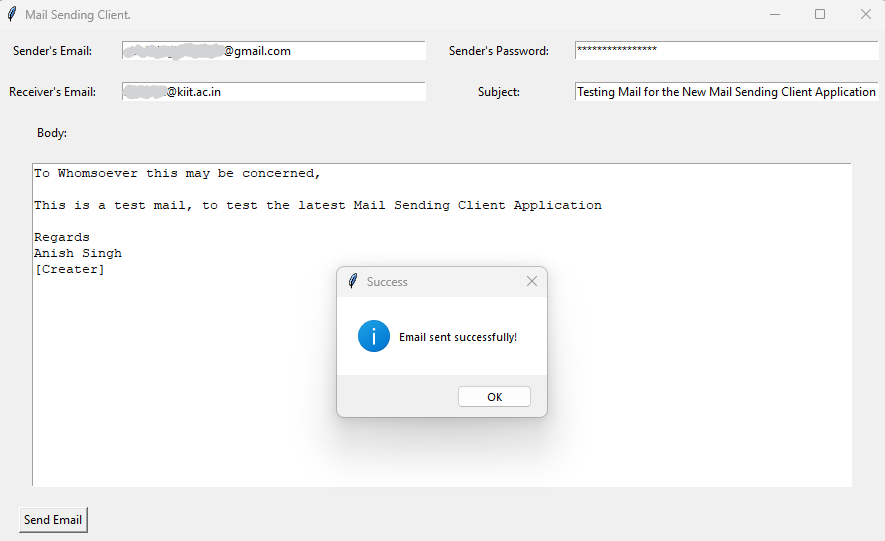 Mail Sending Client.
Sender's Email: @gmail.com Sender's Password: ****************
Receiver's Email: @kiit.ac.in Subject: Testing Mail for the New Mail Sending Client Application
Body:
To Whomsoever this may be concerned,
This is a test mail, to test the latest Mail Sending Client Application
Regards
Anish Singh
[Creater]
Success
Email sent successfully!
OK
Send Email